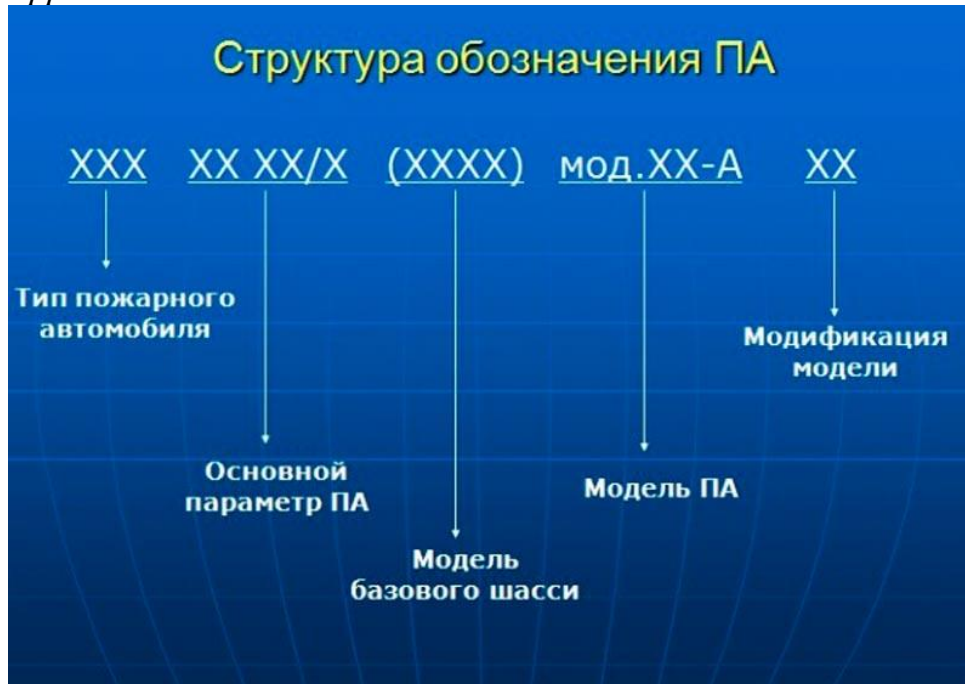 Структура обозначения ПА
ХХХ ХХ ХХ/Х (ХХХХ) мод.ХХ-А ХХ
Тип пожарного
автомобиля
Модификация
модели
Основной
параметр ПА
Модель ПА
Модель
базового шасси